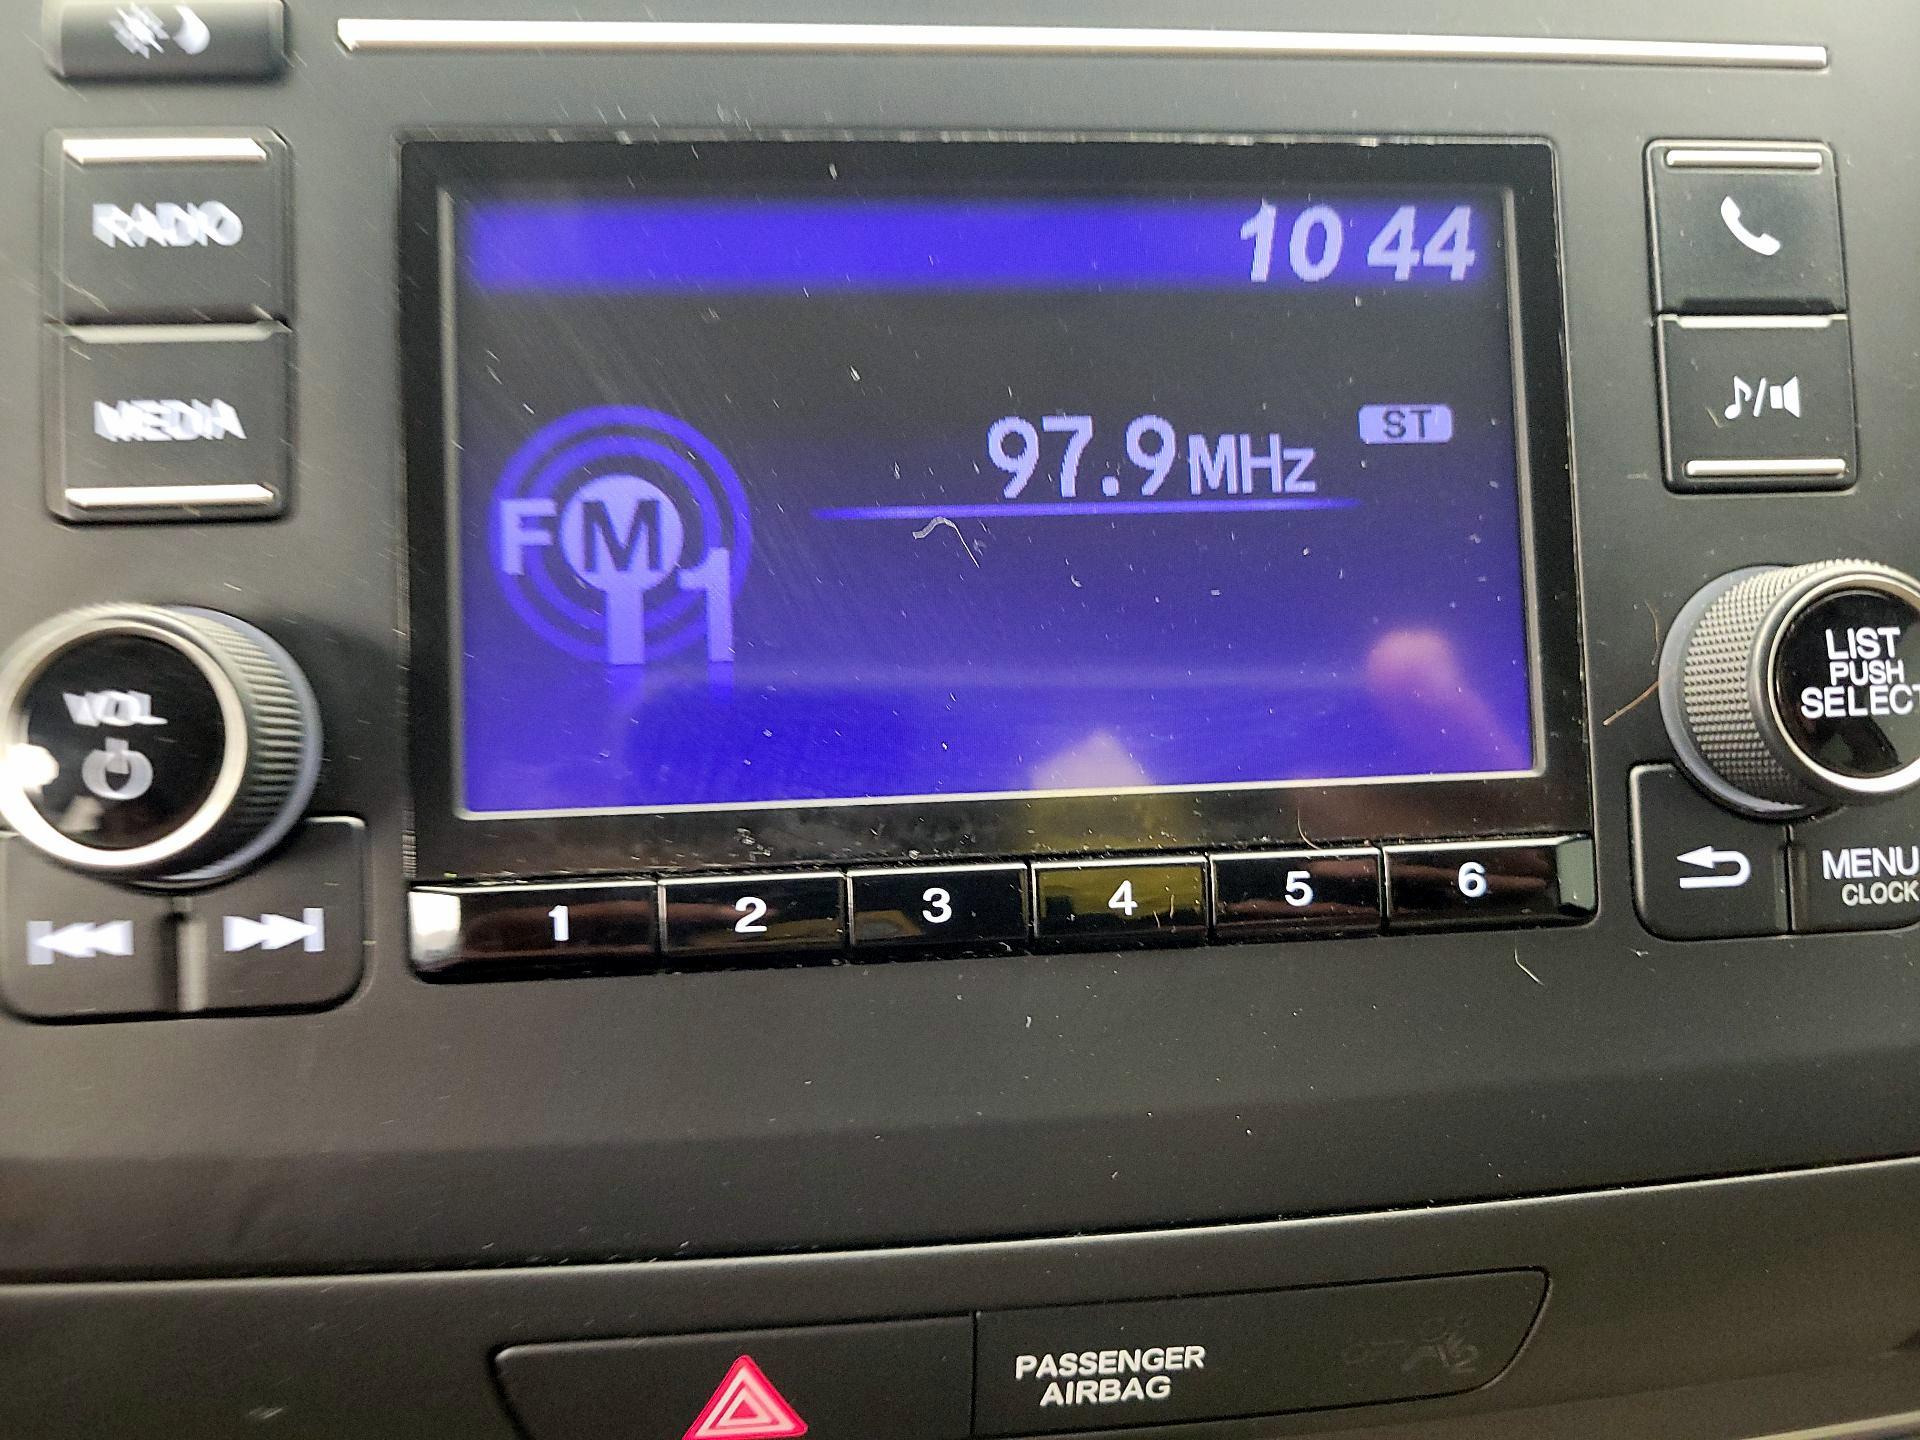 10 44
RADIO
MEDIA
97.9MHz
ST
FM
1
VOL
LIST
PUSH
SELECT
1 2 3 4 5 6
MENU
CLOCK
PASSENGER
AIRBAG